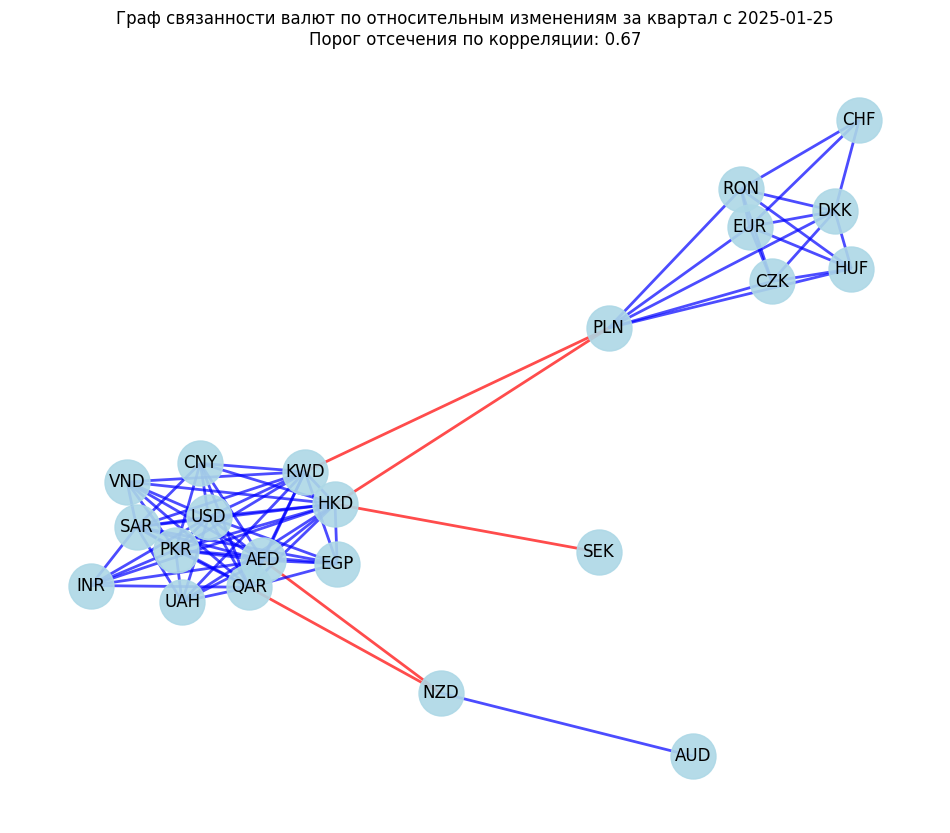 Граф связанности валют по относительным изменениям за квартал с 2025-01-25
Порог отсечения по корреляции: 0.67
CHF
RON
DKK
EUR
HUF
CZK
PLN
CNY
KWD
VND
HKD
USD
SAR
PKR
SEK
AED
EGP
INR
QAR
UAH
NZD
AUD